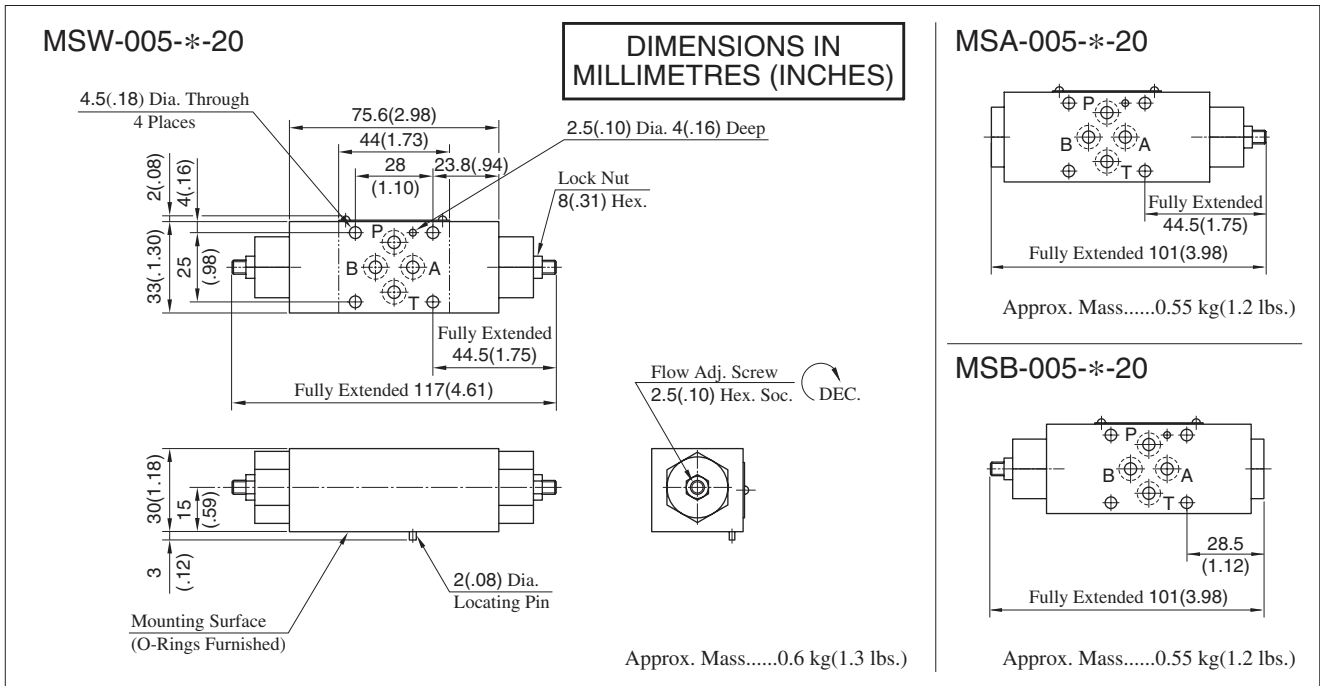 MSW-005-*-20
DIMENSIONS IN
MILLIMETRES (INCHES)
4.5(.18) Dia. Through
4 Places
75.6(2.98)
44(1.73)
28
(1.10)
23.8(.94)
2.5(.10) Dia. 4(.16) Deep
Lock Nut
8(.31) Hex.
2(.08)
4(.16)
33(.1.30)
25
(.98)
P
B
A
T
Fully Extended
44.5(1.75)
Fully Extended 117(4.61)
Flow Adj. Screw
2.5(.10) Hex. Soc.
DEC.
30(1.18)
15
(.59)
3
(.12)
2(.08) Dia.
Locating Pin
Mounting Surface
(O-Rings Furnished)
Approx. Mass......0.6 kg(1.3 lbs.)
MSA-005-*-20
P
B
A
T
Fully Extended
44.5(1.75)
Fully Extended 101(3.98)
Approx. Mass......0.55 kg(1.2 lbs.)
MSB-005-*-20
P
B
A
T
28.5
(1.12)
Fully Extended 101(3.98)
Approx. Mass......0.55 kg(1.2 lbs.)